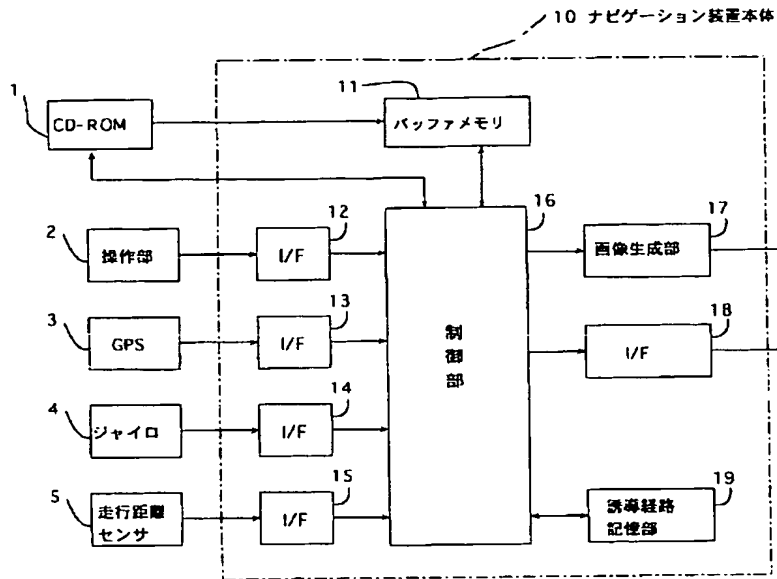 10 ナビゲーション装置本体
1
CD-ROM
11
バッファメモリ
2
操作部
12
I/F
16
制
御
部
17
画像生成部
3
GPS
13
I/F
18
I/F
4
ジャイロ
14
I/F
5
走行距離
センサ
15
I/F
19
誘導経路
記憶部